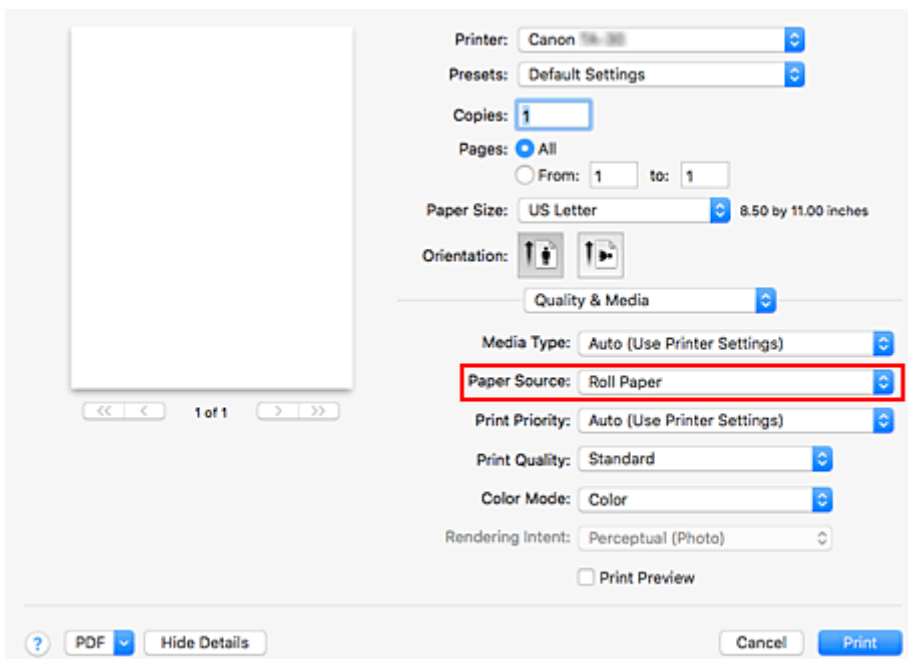 Printer: Canon
Presets: Default Settings
Copies: 1
Pages: All
From: 1 to: 1
Paper Size: US Letter 8.50 by 11.00 inches
Orientation:
Quality & Media
Media Type: Auto (Use Printer Settings)
Paper Source: Roll Paper
<< < 1 of 1 > >>
Print Priority: Auto (Use Printer Settings)
Print Quality: Standard
Color Mode: Color
Rendering Intent: Perceptual (Photo)
Print Preview
? PDF Hide Details Cancel Print